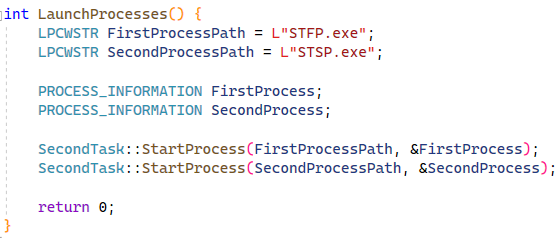 int LaunchProcesses() {
LPCWSTR FirstProcessPath = L"STFP.exe";
LPCWSTR SecondProcessPath = L"STSP.exe";
PROCESS_INFORMATION FirstProcess;
PROCESS_INFORMATION SecondProcess;
SecondTask::StartProcess(FirstProcessPath, &FirstProcess);
SecondTask::StartProcess(SecondProcessPath, &SecondProcess);
return 0;
}